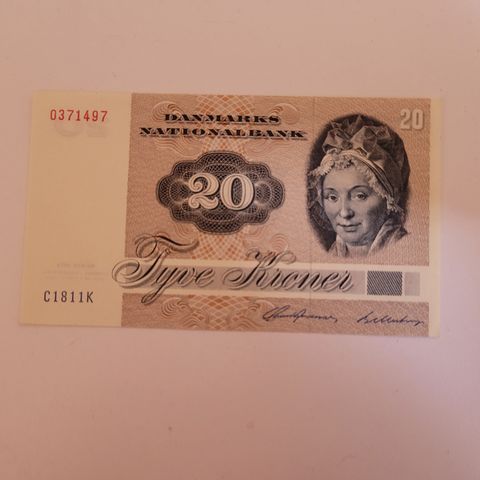 0371497
DANMARKS
NATIONALBANK
20
20
Tyve Kroner
C1811K